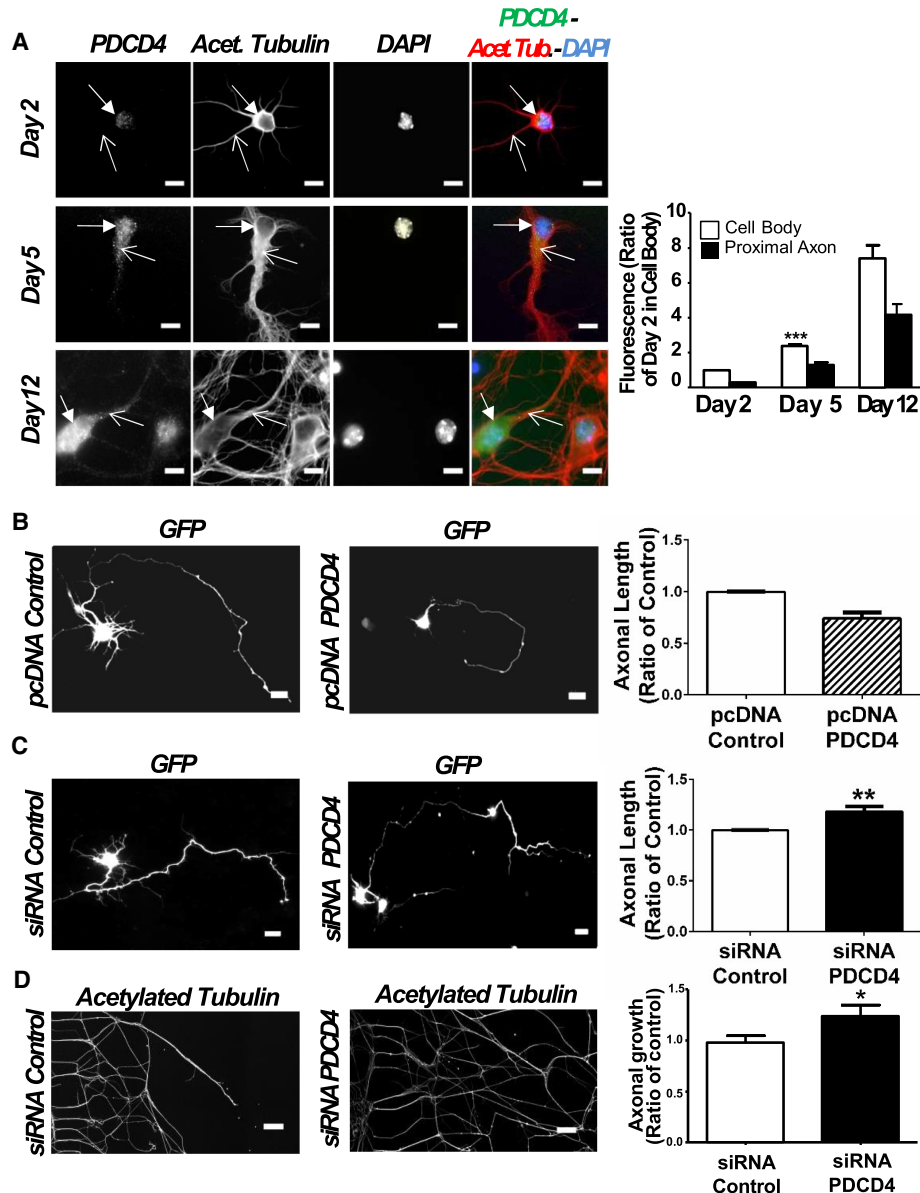 A
PDCD4 Acet. Tubulin DAPI PDCD4 -
Acet.Tub.-DAPI
Day 2
Day 5
Day 12
Fluorescence (Ratio
of Day 2 in Cell Body)
10
8
6
4
2
0
Cell Body
Proximal Axon
***
Day 2 Day 5 Day 12
B
GFP GFP
pcDNA Control
pcDNA PDCD4
Axonal Length
(Ratio of Control)
1.5
1.0
0.5
0.0
pcDNA pcDNA
Control PDCD4
C
GFP GFP
siRNA Control
siRNA PDCD4
Axonal Length
(Ratio of Control)
1.5
1.0
0.5
0.0
**
siRNA siRNA
Control PDCD4
D
Acetylated Tubulin Acetylated Tubulin
siRNA Control
siRNA PDCD4
Axonal growth
(Ratio of control)
1.5
1.0
0.5
0.0
*
siRNA siRNA
Control PDCD4